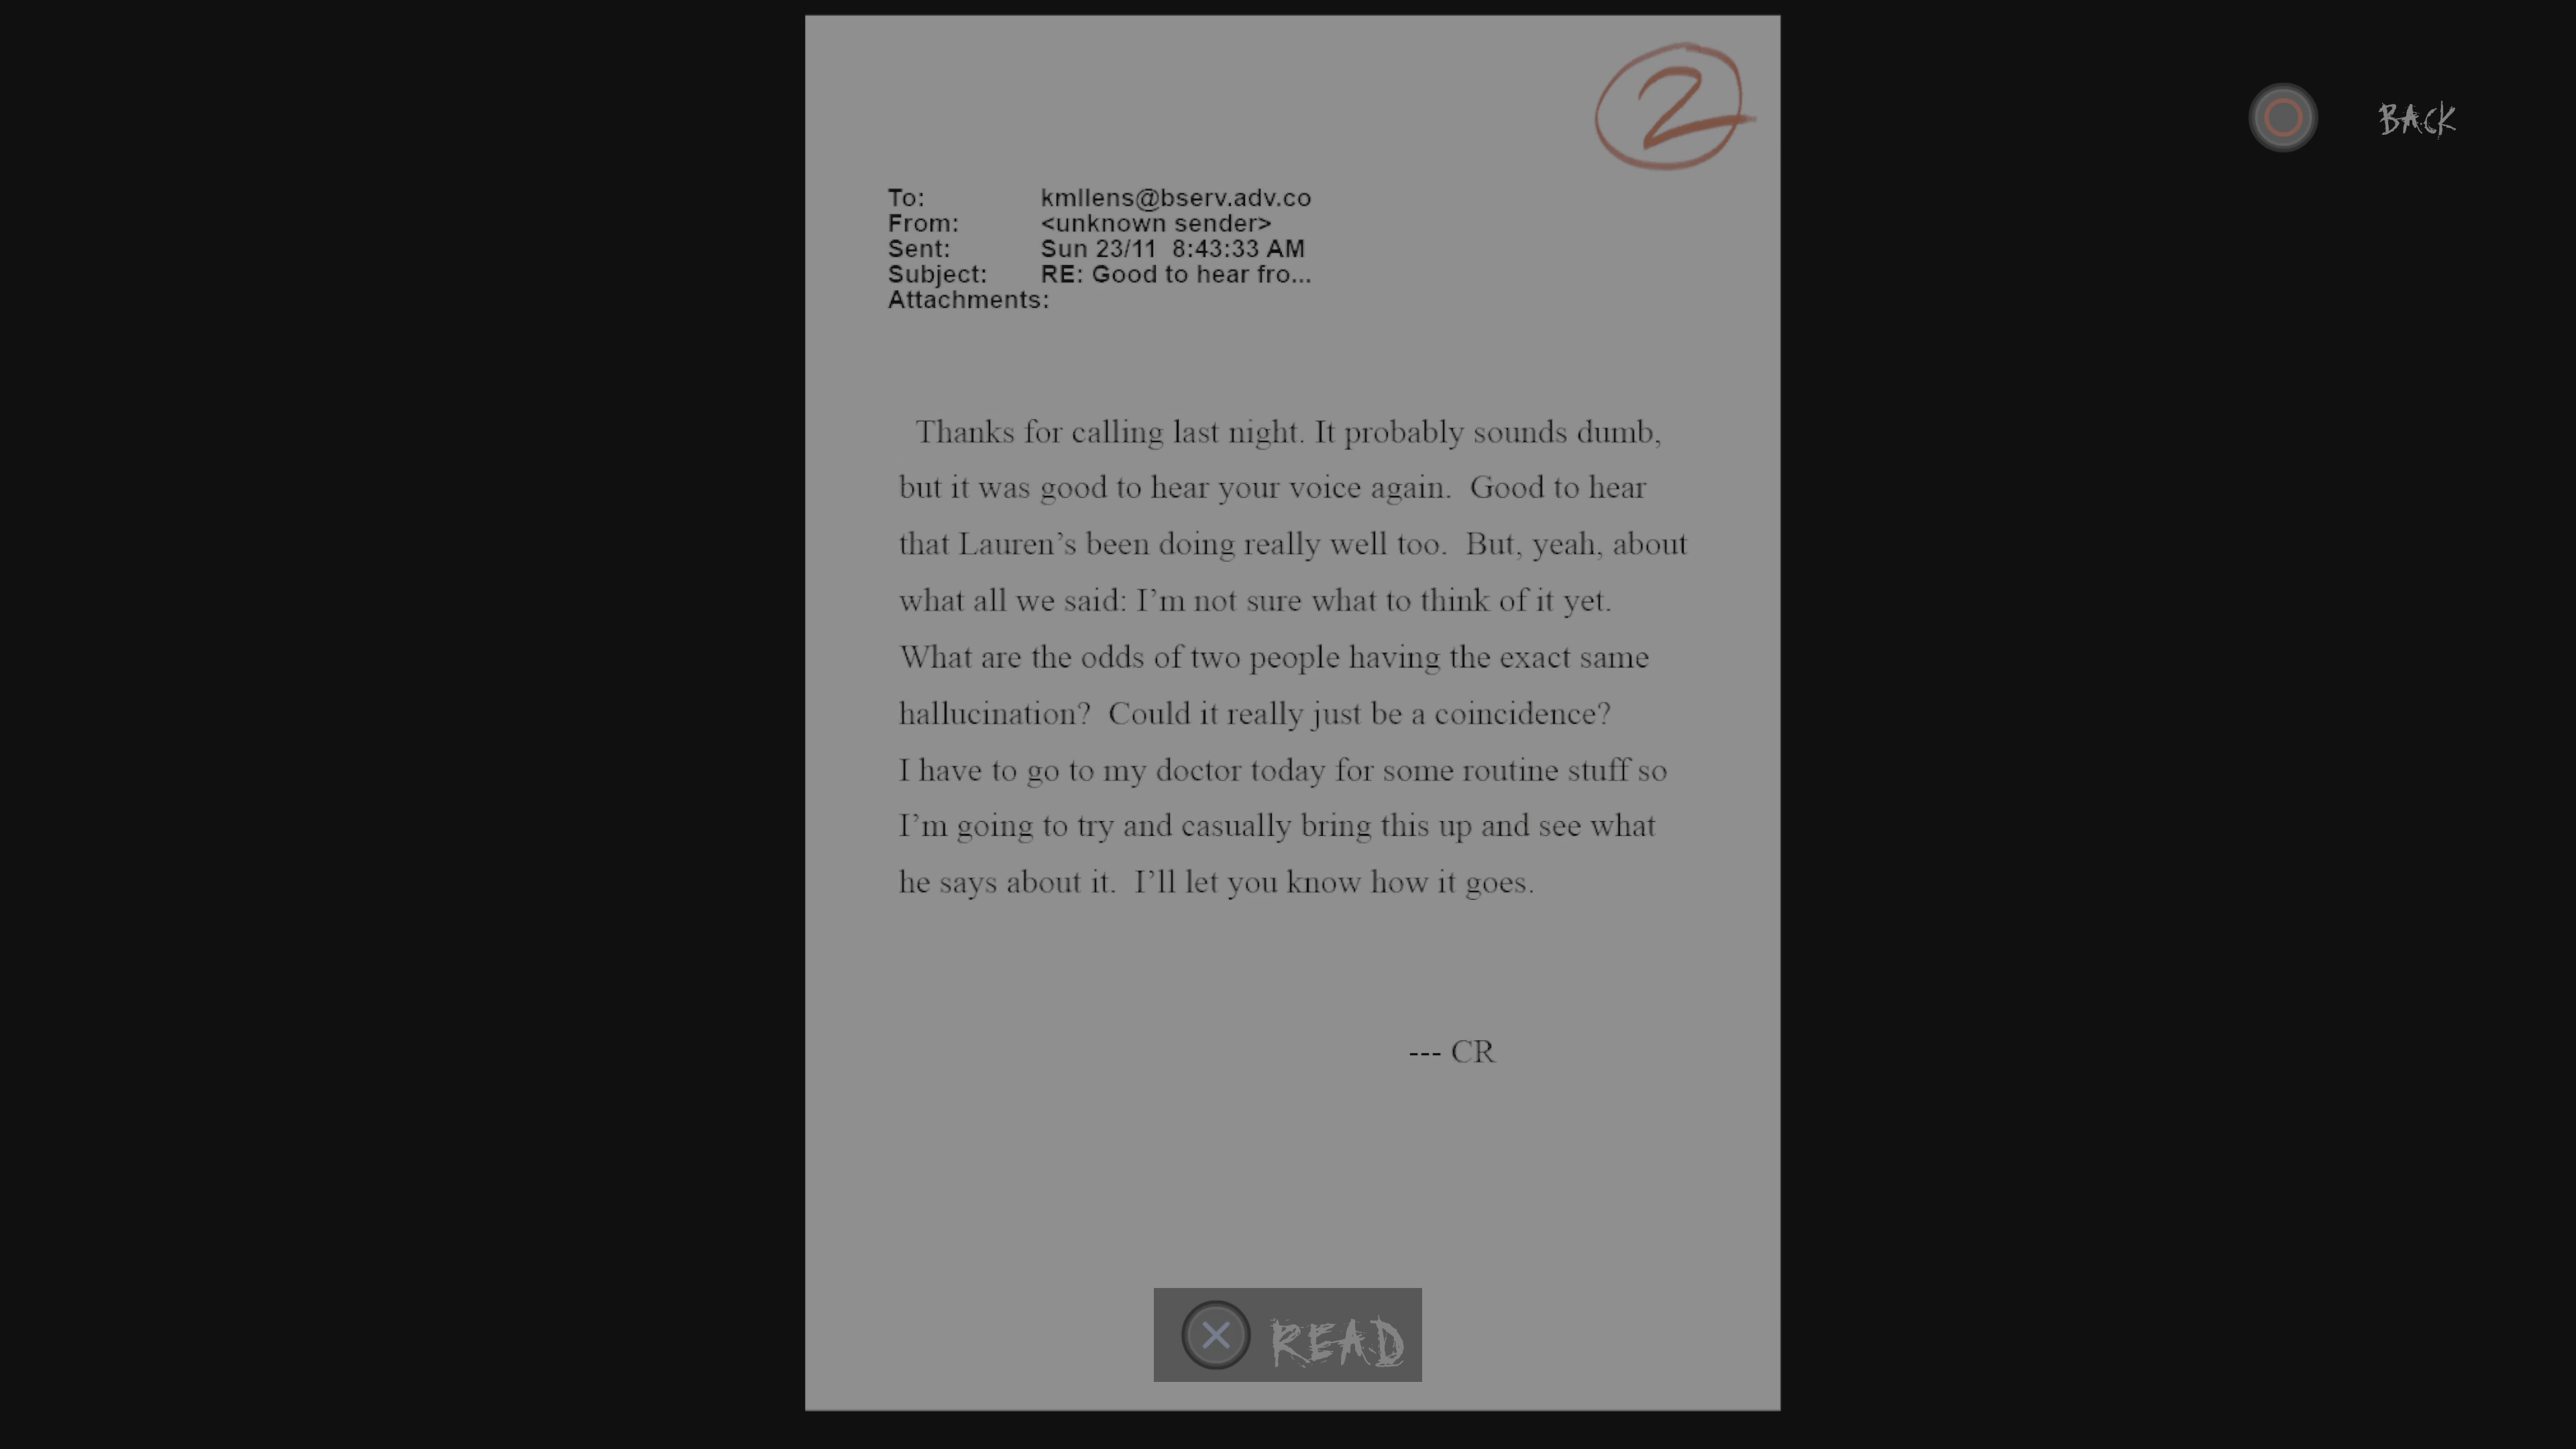 2
BACK
To: kmllens@bserv.adv.co
From: <unknown sender>
Sent: Sun 23/11  8:43:33 AM
Subject: RE: Good to hear fro...
Attachments:
Thanks for calling last night. It probably sounds dumb,
but it was good to hear your voice again.  Good to hear
that Lauren’s been doing really well too.  But, yeah, about
what all we said: I’m not sure what to think of it yet.
What are the odds of two people having the exact same
hallucination?  Could it really just be a coincidence?
I have to go to my doctor today for some routine stuff so
I’m going to try and casually bring this up and see what
he says about it.  I’ll let you know how it goes.
--- CR
READ